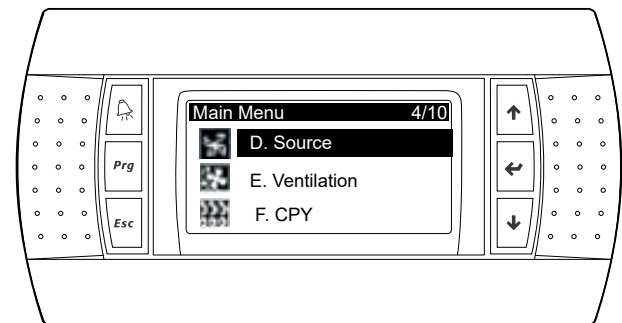 Main Menu 4/10
D. Source
E. Ventilation
F. CPY
Prg
Esc